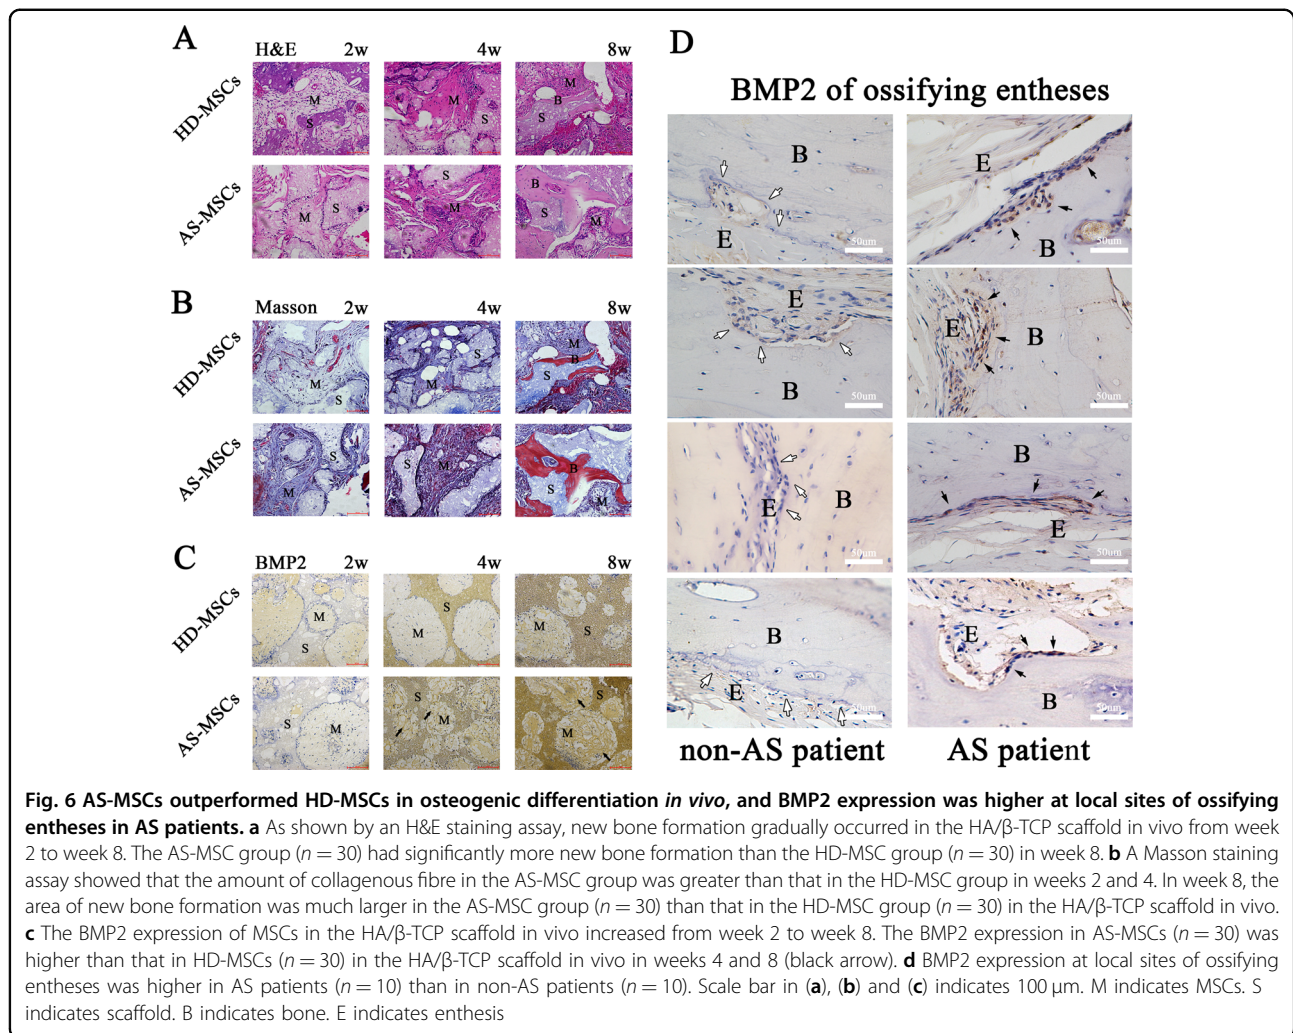 A
H&E 2w 4w 8w
HD-MSCs
M
S
M
S
M
B
S
AS-MSCs
M
S
S
M
B
S
M
B
Masson 2w 4w 8w
HD-MSCs
M
S
S
M
M
B
S
AS-MSCs
S
M
S
M
B
S
M
C
BMP2 2w 4w 8w
HD-MSCs
M
S
S
M
M
S
AS-MSCs
S
M
S
M
S
M
D
BMP2 of ossifying entheses
B
E
50um
E
B
50um
E
B
50um
E
B
50um
B
E
50um
B
E
50um
B
E
50um
E
B
50um
non-AS patient
AS patient
Fig. 6 AS-MSCs outperformed HD-MSCs in osteogenic differentiation in vivo, and BMP2 expression was higher at local sites of ossifying
entheses in AS patients. a As shown by an H&E staining assay, new bone formation gradually occurred in the HA/β-TCP scaffold in vivo from week
2 to week 8. The AS-MSC group (n = 30) had significantly more new bone formation than the HD-MSC group (n = 30) in week 8. b A Masson staining
assay showed that the amount of collagenous fibre in the AS-MSC group was greater than that in the HD-MSC group in weeks 2 and 4. In week 8, the
area of new bone formation was much larger in the AS-MSC group (n = 30) than that in the HD-MSC group (n = 30) in the HA/β-TCP scaffold in vivo.
c The BMP2 expression of MSCs in the HA/β-TCP scaffold in vivo increased from week 2 to week 8. The BMP2 expression in AS-MSCs (n = 30) was
higher than that in HD-MSCs (n = 30) in the HA/β-TCP scaffold in vivo in weeks 4 and 8 (black arrow). d BMP2 expression at local sites of ossifying
entheses was higher in AS patients (n = 10) than in non-AS patients (n = 10). Scale bar in (a), (b) and (c) indicates 100 μm. M indicates MSCs. S
indicates scaffold. B indicates bone. E indicates enthesis